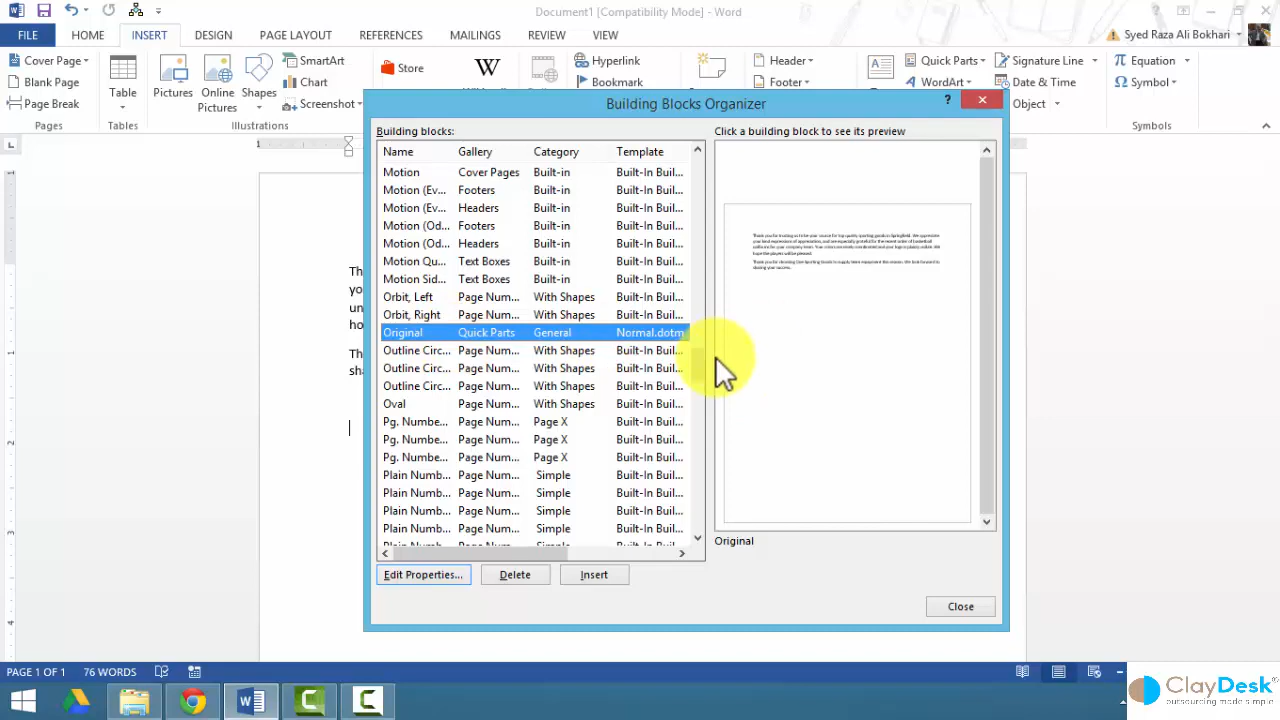 Document1 [Compatibility Mode] - Word
FILE HOME INSERT DESIGN PAGE LAYOUT REFERENCES MAILINGS REVIEW VIEW Syed Raza Ali Bokhari
Cover Page
Blank Page
Page Break
Pages
Table
Tables
Pictures
Online Pictures
Shapes
SmartArt
Chart
Screenshot
Illustrations
Store
W
Hyperlink
Bookmark
Header
Footer
Quick Parts
WordArt
Signature Line
Date & Time
Object
Equation
Symbol
Symbols
Building Blocks Organizer
Building blocks:
Click a building block to see its preview
Name Gallery Category Template
Motion Cover Pages Built-in Built-In Buil...
Motion (Ev... Footers Built-in Built-In Buil...
Motion (Ev... Headers Built-in Built-In Buil...
Motion (Od... Footers Built-in Built-In Buil...
Motion (Od... Headers Built-in Built-In Buil...
Motion Qu... Text Boxes Built-in Built-In Buil...
Motion Sid... Text Boxes Built-in Built-In Buil...
Orbit, Left Page Num... With Shapes Built-In Buil...
Orbit, Right Page Num... With Shapes Built-In Buil...
Original Quick Parts General Normal.dotm
Outline Circ... Page Num... With Shapes Built-In Buil...
Outline Circ... Page Num... With Shapes Built-In Buil...
Outline Circ... Page Num... With Shapes Built-In Buil...
Oval Page Num... With Shapes Built-In Buil...
Pg. Numbe... Page Num... Page X Built-In Buil...
Pg. Numbe... Page Num... Page X Built-In Buil...
Pg. Numbe... Page Num... Page X Built-In Buil...
Plain Numb... Page Num... Simple Built-In Buil...
Plain Numb... Page Num... Simple Built-In Buil...
Plain Numb... Page Num... Simple Built-In Buil...
Plain Numb... Page Num... Simple Built-In Buil...
Original
Edit Properties... Delete Insert
Close
PAGE 1 OF 1 76 WORDS
ClayDesk
outsourcing made simple